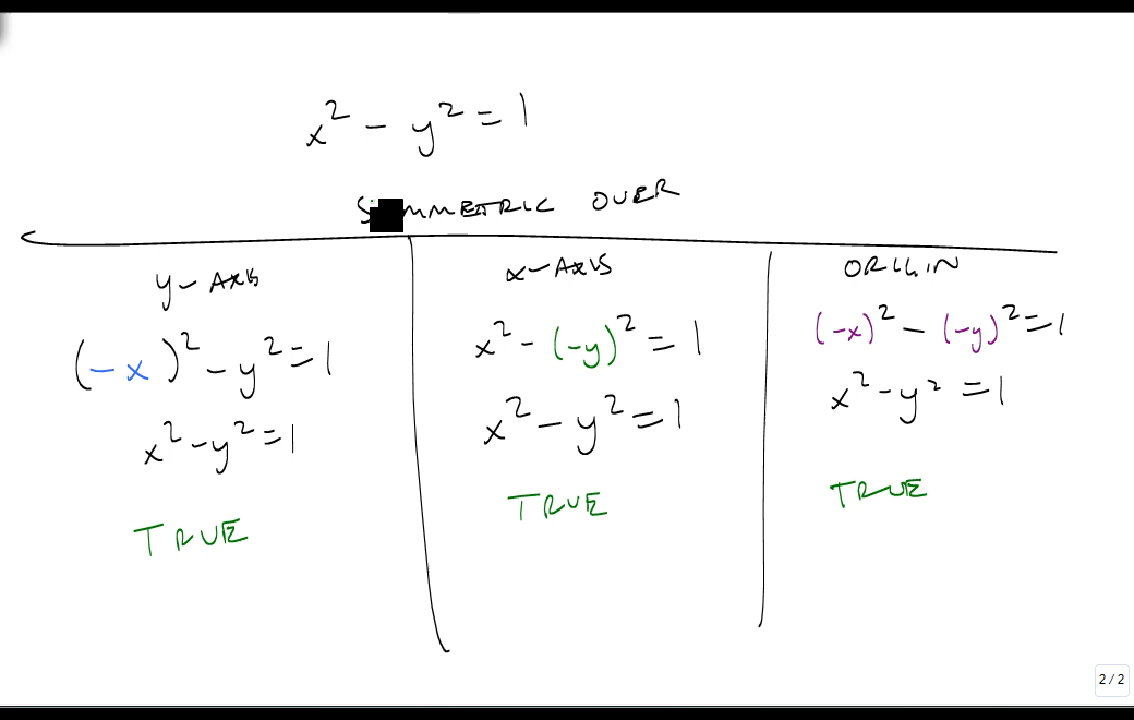 x² - y² = 1
SYMMETRIC OVER
y-AXIS
x-AXIS
ORIGIN
(-x)² - y² = 1
x² - (-y)² = 1
(-x)² - (-y)² = 1
x² - y² = 1
x² - y² = 1
x² - y² = 1
TRUE
TRUE
TRUE
2 / 2